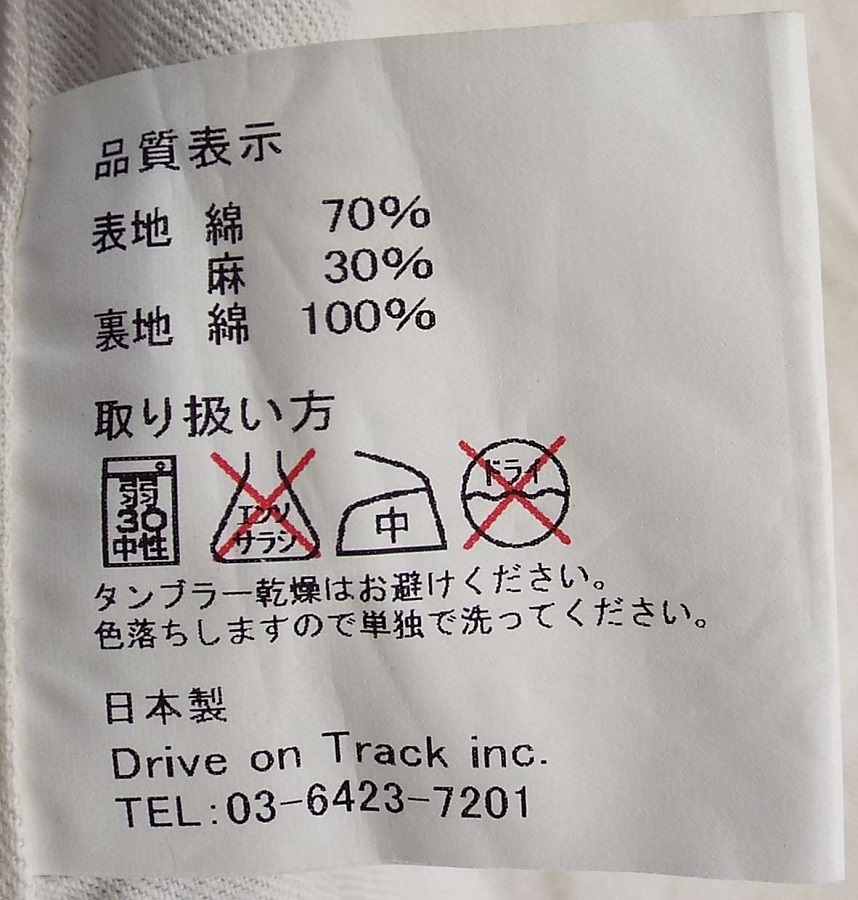 品質表示
表地 綿 70%
麻 30%
裏地 綿 100%
取り扱い方
弱
30
中性
エンソ
サラシ
中
ドライ
タンブラー乾燥はお避けください。
色落ちしますので単独で洗ってください。
日本製
Drive on Track inc.
TEL:03-6423-7201